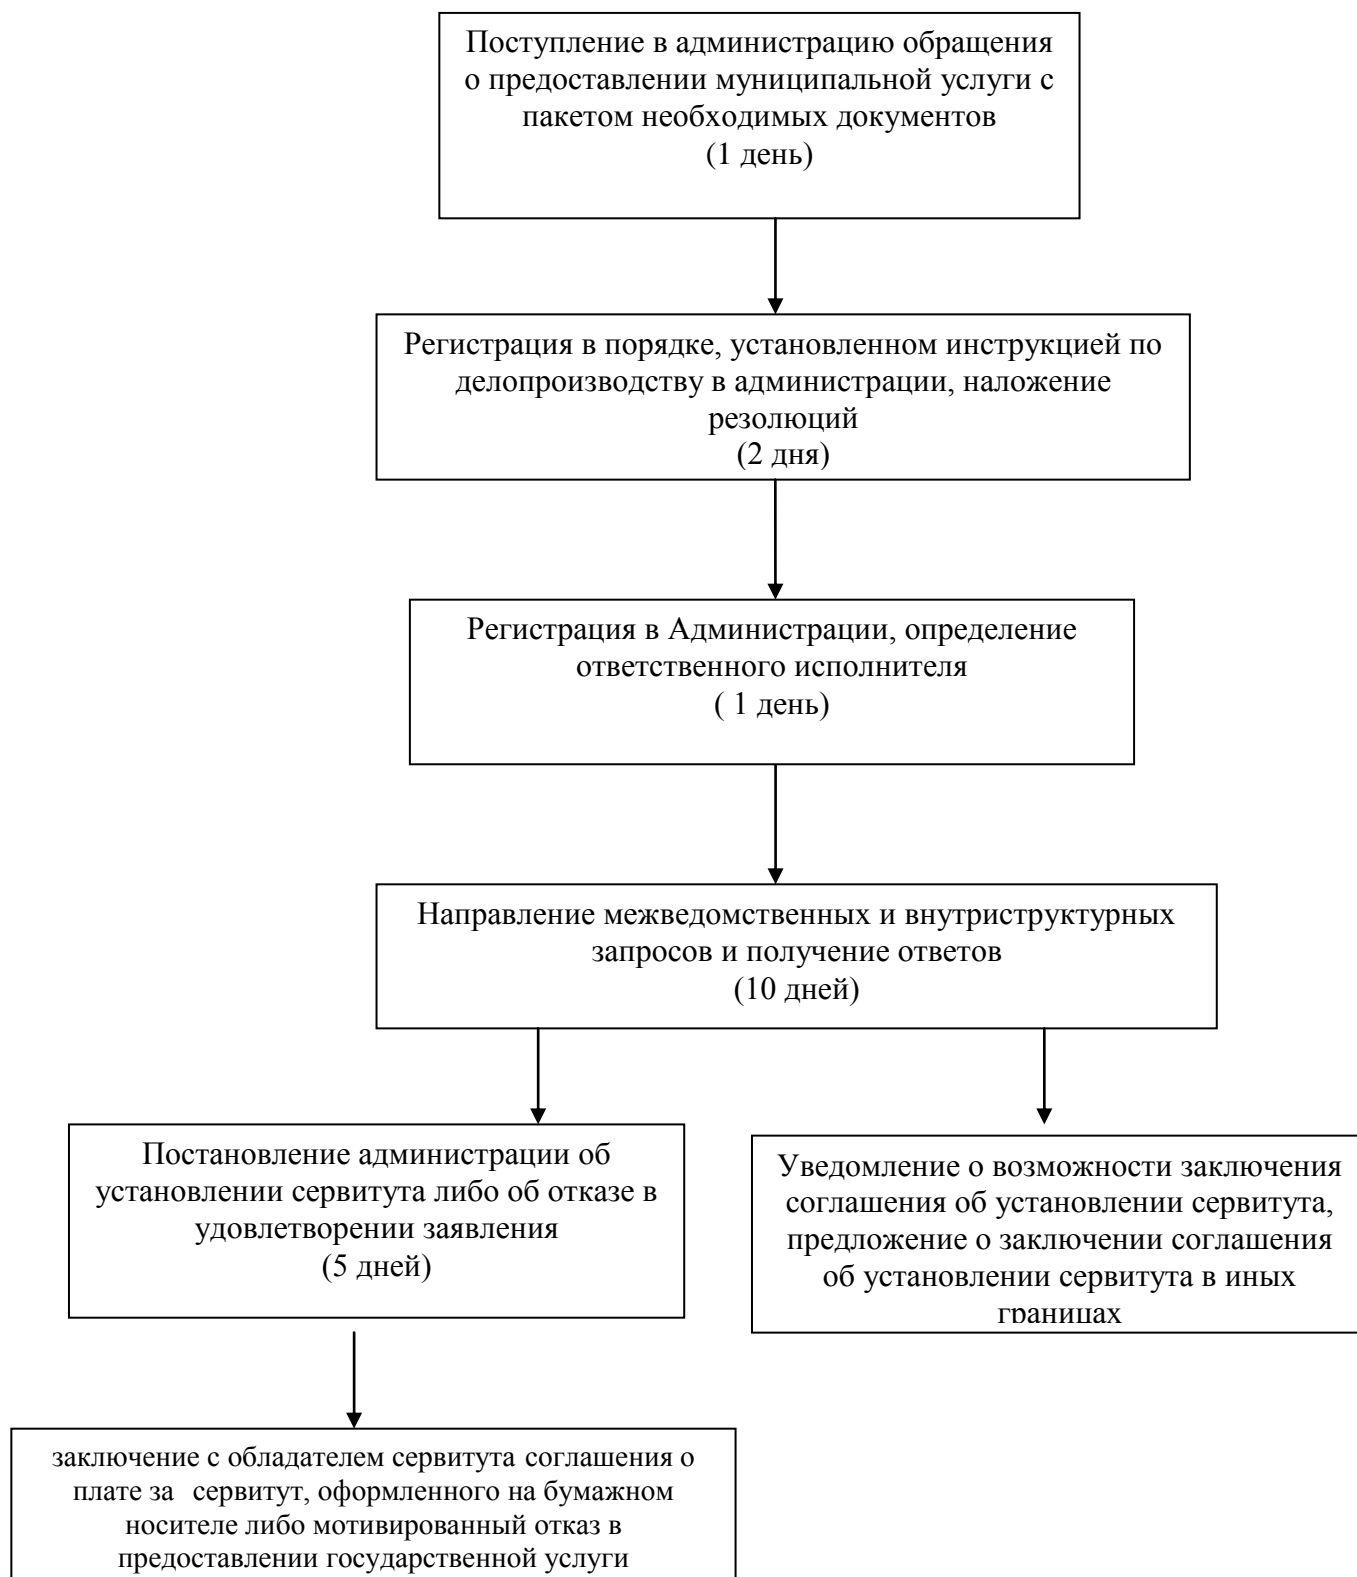 Поступление в администрацию обращения
о предоставлении муниципальной услуги с
пакетом необходимых документов
(1 день)
Регистрация в порядке, установленном инструкцией по
делопроизводству в администрации, наложение
резолюций
(2 дня)
Регистрация в Администрации, определение
ответственного исполнителя
( 1 день)
Направление межведомственных и внутриструктурных
запросов и получение ответов
(10 дней)
Постановление администрации об
установлении сервитута либо об отказе в
удовлетворении заявления
(5 дней)
Уведомление о возможности заключения
соглашения об установлении сервитута,
предложение о заключении соглашения
об установлении сервитута в иных
границах
заключение с обладателем сервитута соглашения о
плате за сервитут, оформленного на бумажном
носителе либо мотивированный отказ в
предоставлении государственной услуги